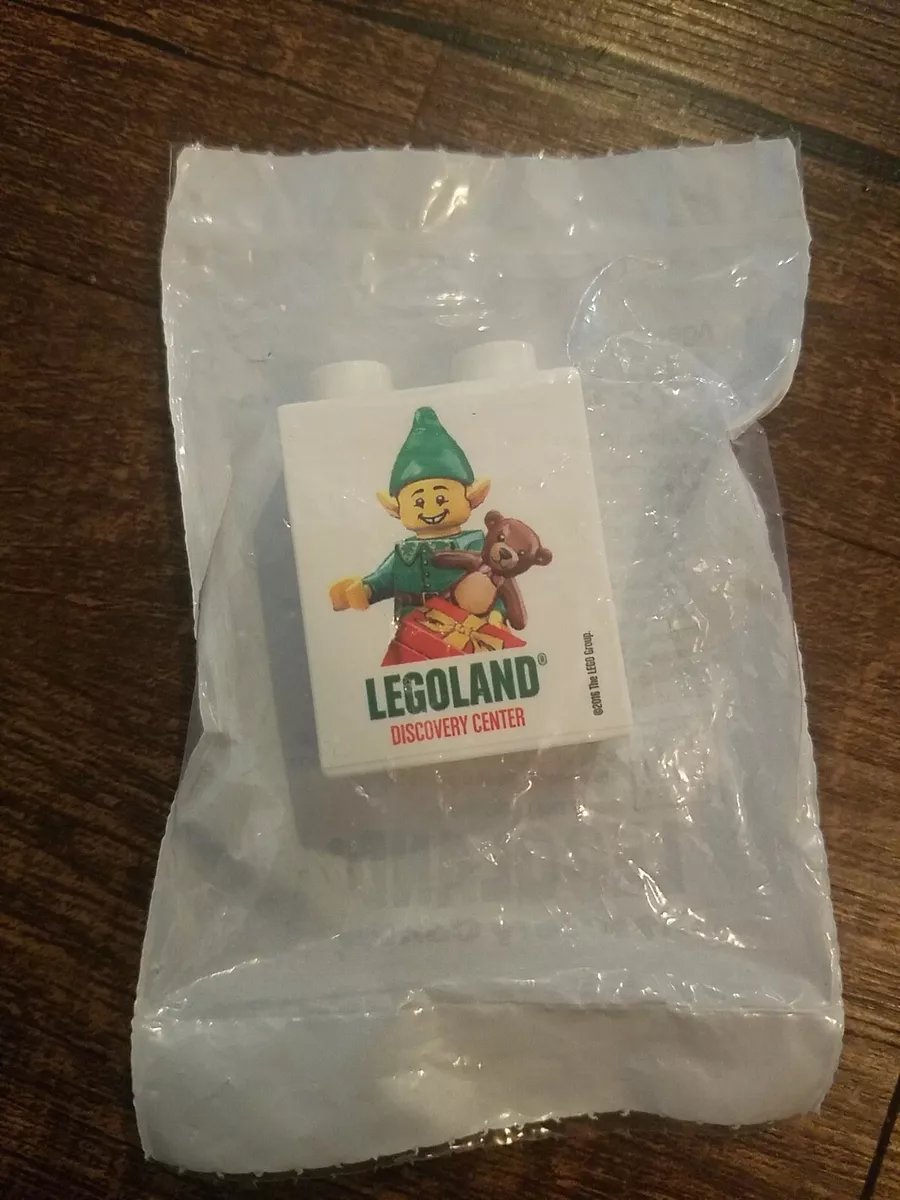 LEGOLAND®
DISCOVERY CENTER
©2016 The LEGO Group.